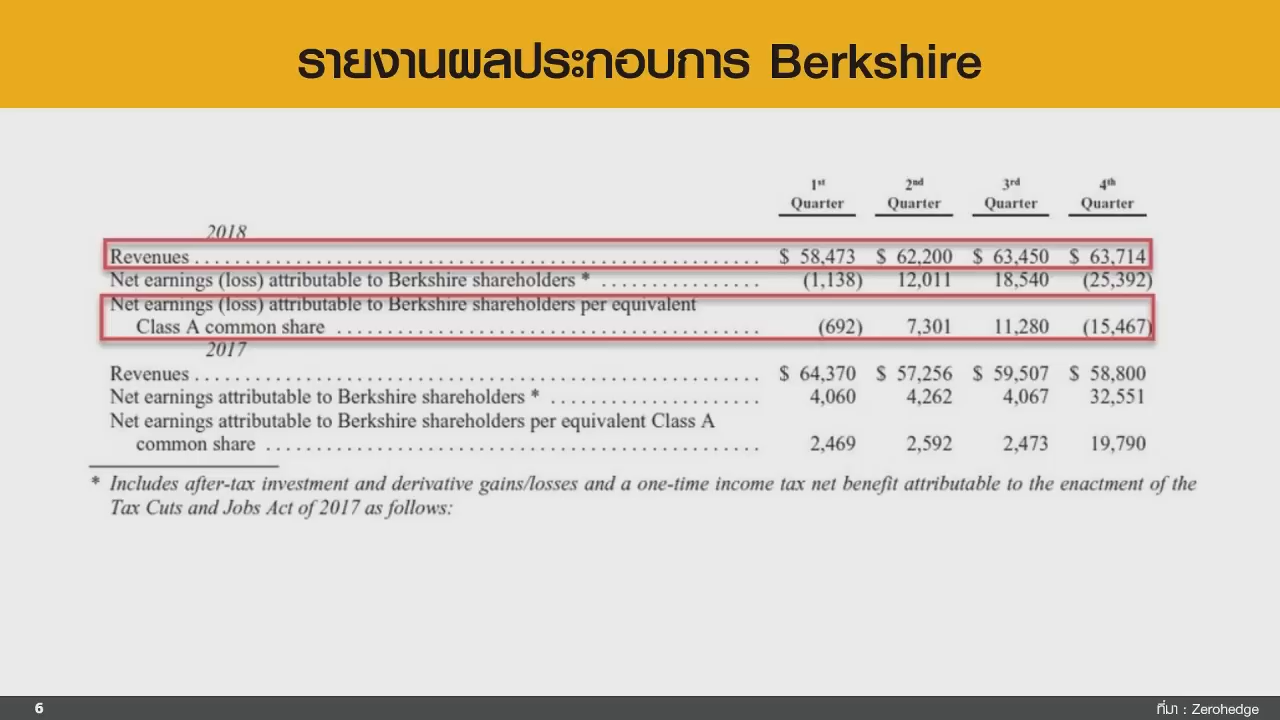 รายงานผลประกอบการ Berkshire
1st Quarter 2nd Quarter 3rd Quarter 4th Quarter
2018
Revenues . . . . . . . . . . $ 58,473 $ 62,200 $ 63,450 $ 63,714
Net earnings (loss) attributable to Berkshire shareholders * . . . . . . . . . . (1,138) 12,011 18,540 (25,392)
Net earnings (loss) attributable to Berkshire shareholders per equivalent
Class A common share . . . . . . . . . . (692) 7,301 11,280 (15,467)
2017
Revenues . . . . . . . . . . $ 64,370 $ 57,256 $ 59,507 $ 58,800
Net earnings attributable to Berkshire shareholders * . . . . . . . . . . 4,060 4,262 4,067 32,551
Net earnings attributable to Berkshire shareholders per equivalent Class A
common share . . . . . . . . . . 2,469 2,592 2,473 19,790
* Includes after-tax investment and derivative gains/losses and a one-time income tax net benefit attributable to the enactment of the
Tax Cuts and Jobs Act of 2017 as follows:
6
ที่มา : Zerohedge